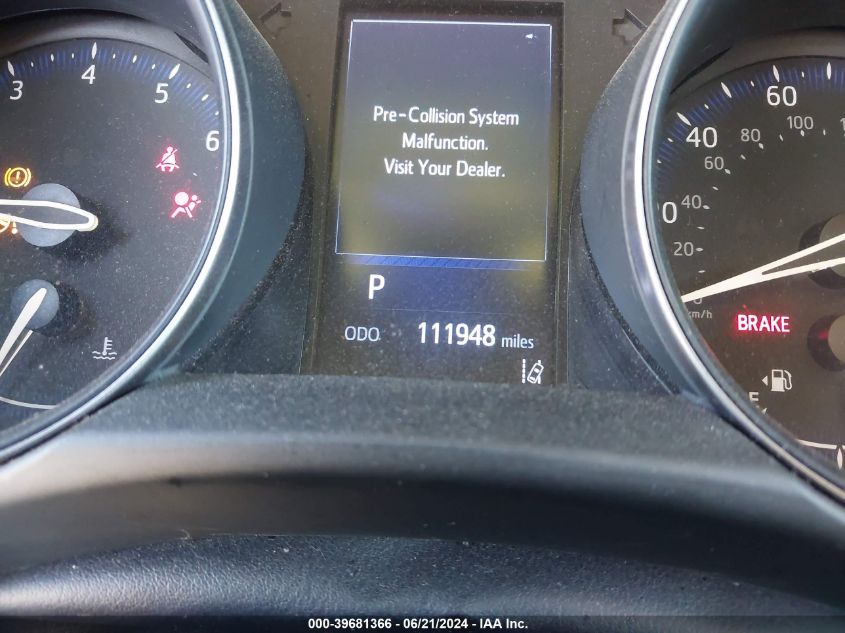 3 4 5 6
Pre-Collision System
Malfunction.
Visit Your Dealer.
P
ODO 111948 miles
60
40
80 100
60
40
20
km/h
BRAKE
E
000-39681366 - 06/21/2024 - IAA Inc.